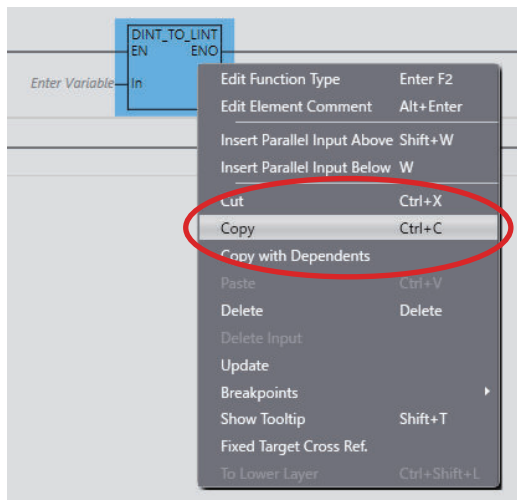 DINT_TO_LINT
EN ENO
Enter Variable In
Edit Function Type Enter F2
Edit Element Comment Alt+Enter
Insert Parallel Input Above Shift+W
Insert Parallel Input Below W
Cut Ctrl+X
Copy Ctrl+C
Copy with Dependents
Paste Ctrl+V
Delete Delete
Delete Input
Update
Breakpoints
Show Tooltip Shift+T
Fixed Target Cross Ref.
To Lower Layer Ctrl+Shift+L